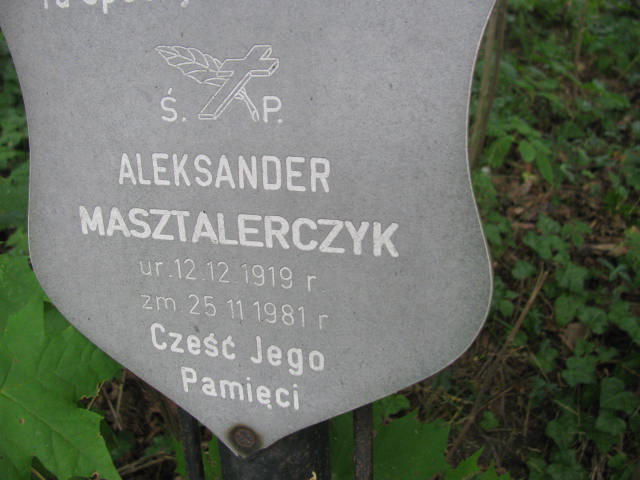 Ś. P.
ALEKSANDER
MASZTALERCZYK
ur. 12.12.1919 r.
zm. 25 11 1981 r
Cześć Jego
Pamięci